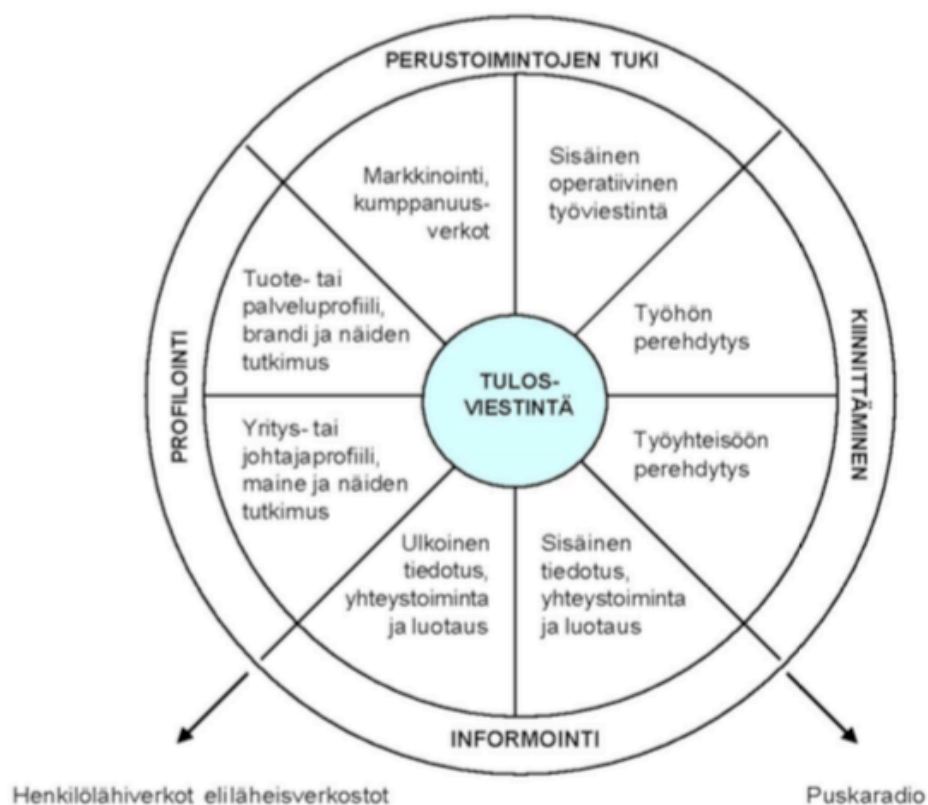 PERUSTOIMINTOJEN TUKI
Markkinointi,
kumppanuus-
verkot
Sisäinen
operatiivinen
työviestintä
Tuote- tai
palveluprofiili,
brandi ja näiden
tutkimus
Työhön
perehdytys
PROFILOINTI
TULOS-
VIESTINTÄ
KIINNITTÄMINEN
Yritys- tai
johtajaprofiili,
maine ja näiden
tutkimus
Työyhteisöön
perehdytys
Ulkoinen
tiedotus,
yhteystoiminta
ja luotaus
Sisäinen
tiedotus,
yhteystoiminta
ja luotaus
INFORMOINTI
Henkilölähiverkot eli läheisverkostot
Puskaradio